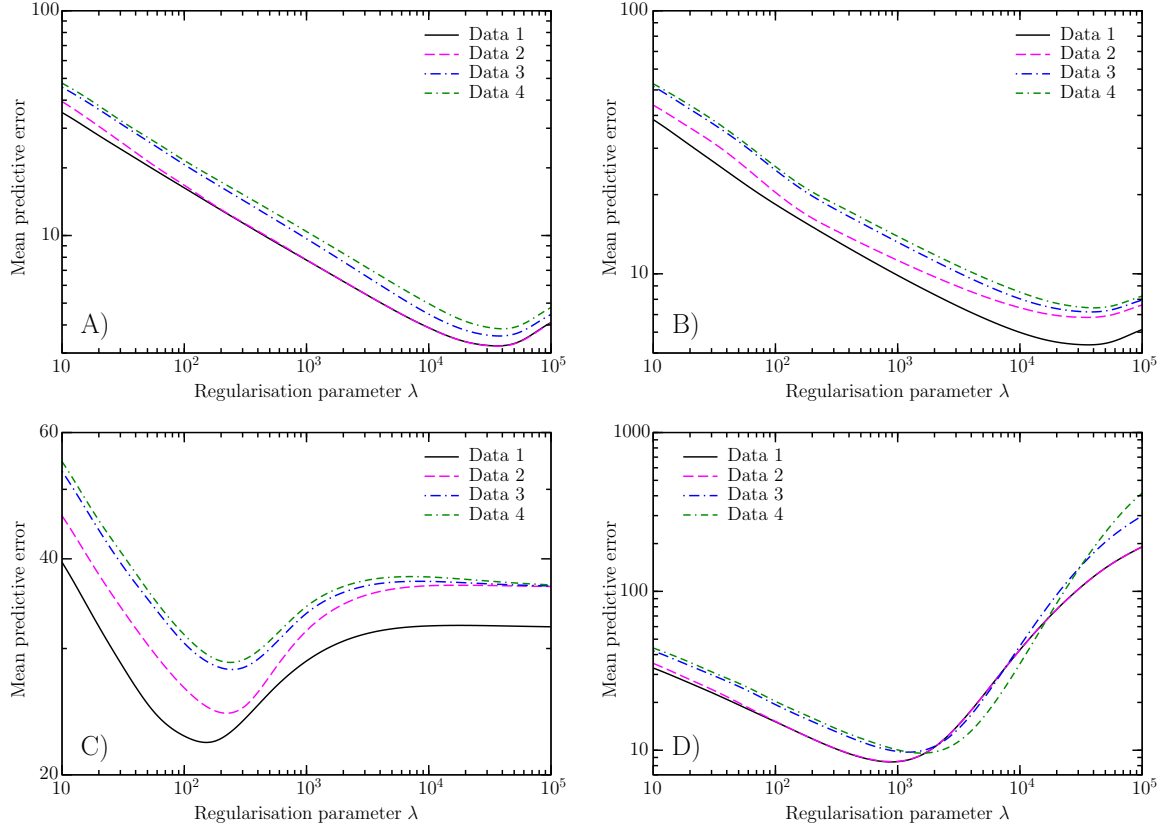 100
10
Mean predictive error
Data 1
Data 2
Data 3
Data 4
A)
10
10²
10³
10⁴
10⁵
Regularisation parameter λ
100
10
Mean predictive error
Data 1
Data 2
Data 3
Data 4
B)
10
10²
10³
10⁴
10⁵
Regularisation parameter λ
60
40
20
Mean predictive error
Data 1
Data 2
Data 3
Data 4
C)
10
10²
10³
10⁴
10⁵
Regularisation parameter λ
1000
100
10
Mean predictive error
Data 1
Data 2
Data 3
Data 4
D)
10
10²
10³
10⁴
10⁵
Regularisation parameter λ